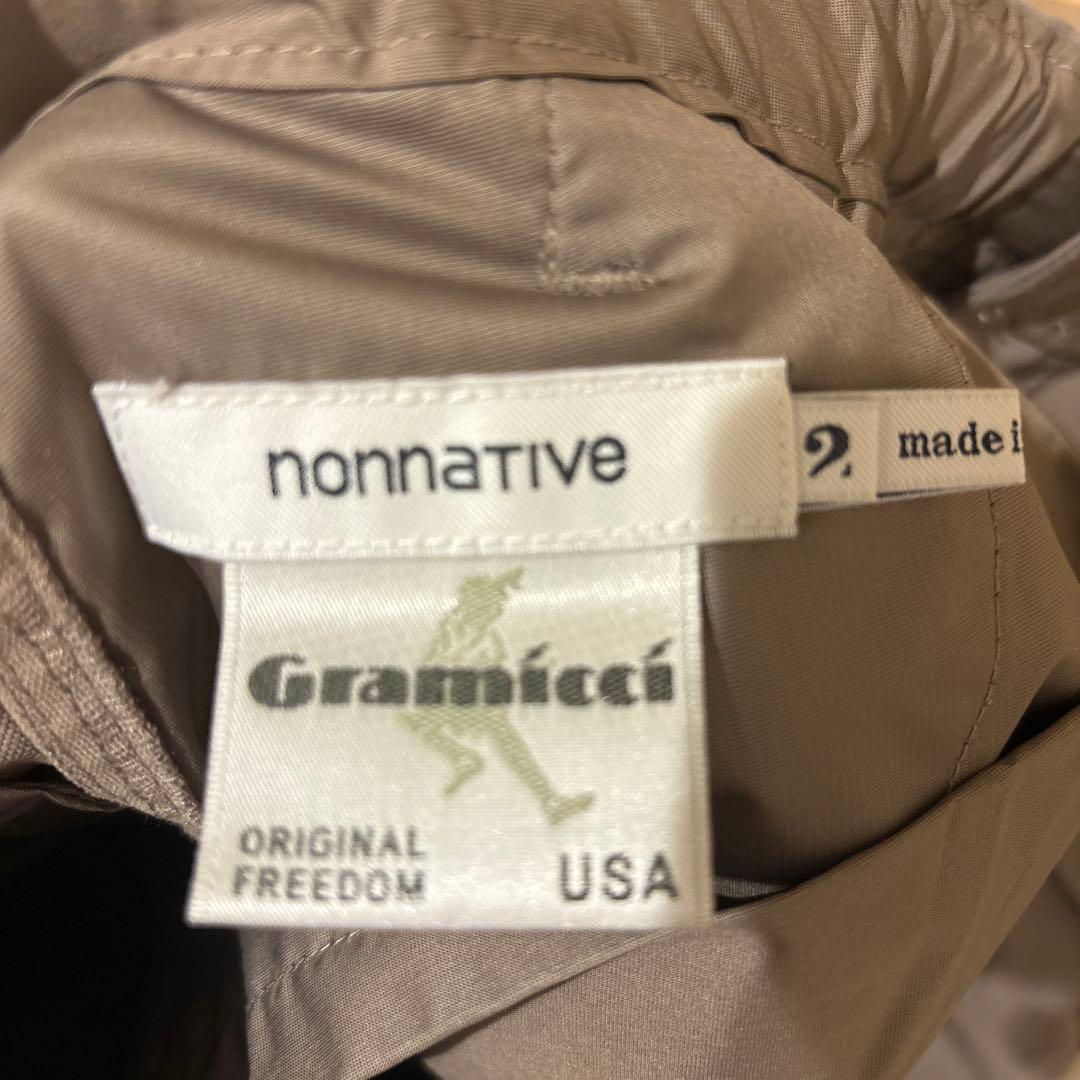 nonnative
2
made i
Gramicci
ORIGINAL
FREEDOM
USA